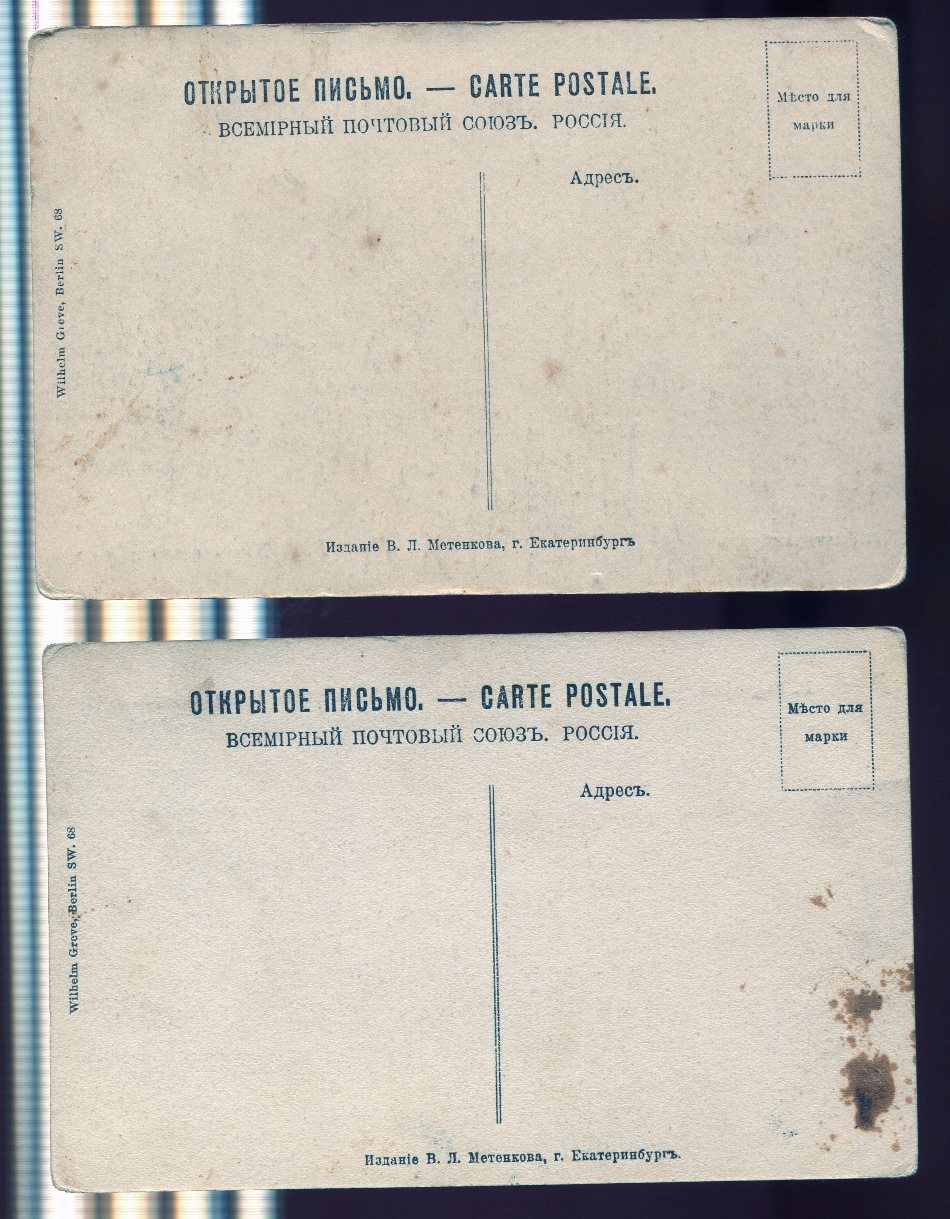 ОТКРЫТОЕ ПИСЬМО. — CARTE POSTALE.
ВСЕМІРНЫЙ ПОЧТОВЫЙ СОЮЗЪ. РОССІЯ.
Мѣсто для
марки
Адресъ.
Wilhelm Greve, Berlin SW. 68
Изданіе В. Л. Метенкова, г. Екатеринбургъ
ОТКРЫТОЕ ПИСЬМО. — CARTE POSTALE.
ВСЕМІРНЫЙ ПОЧТОВЫЙ СОЮЗЪ. РОССІЯ.
Мѣсто для
марки
Адресъ.
Wilhelm Greve, Berlin SW. 68
Изданіе В. Л. Метенкова, г. Екатеринбургъ.